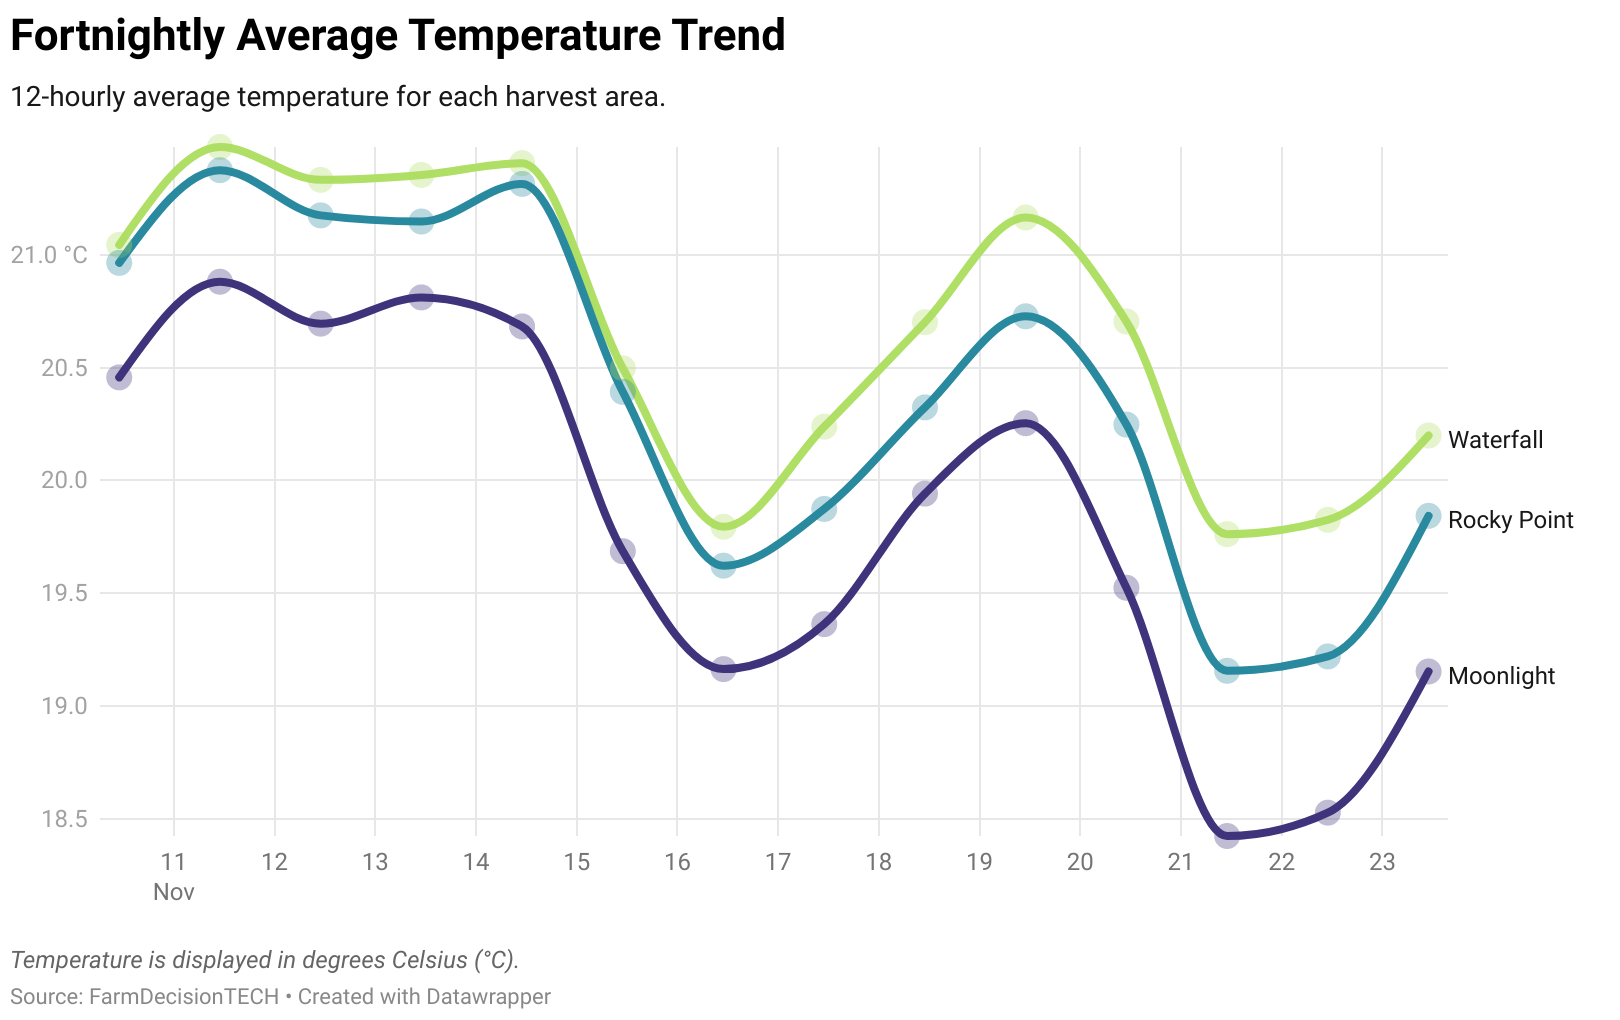 Fortnightly Average Temperature Trend
12-hourly average temperature for each harvest area.
21.0 °C
20.5
20.0
19.5
19.0
18.5
Waterfall
Rocky Point
Moonlight
11 12 13 14 15 16 17 18 19 20 21 22 23
Nov
Temperature is displayed in degrees Celsius (°C).
Source: FarmDecisionTECH • Created with Datawrapper